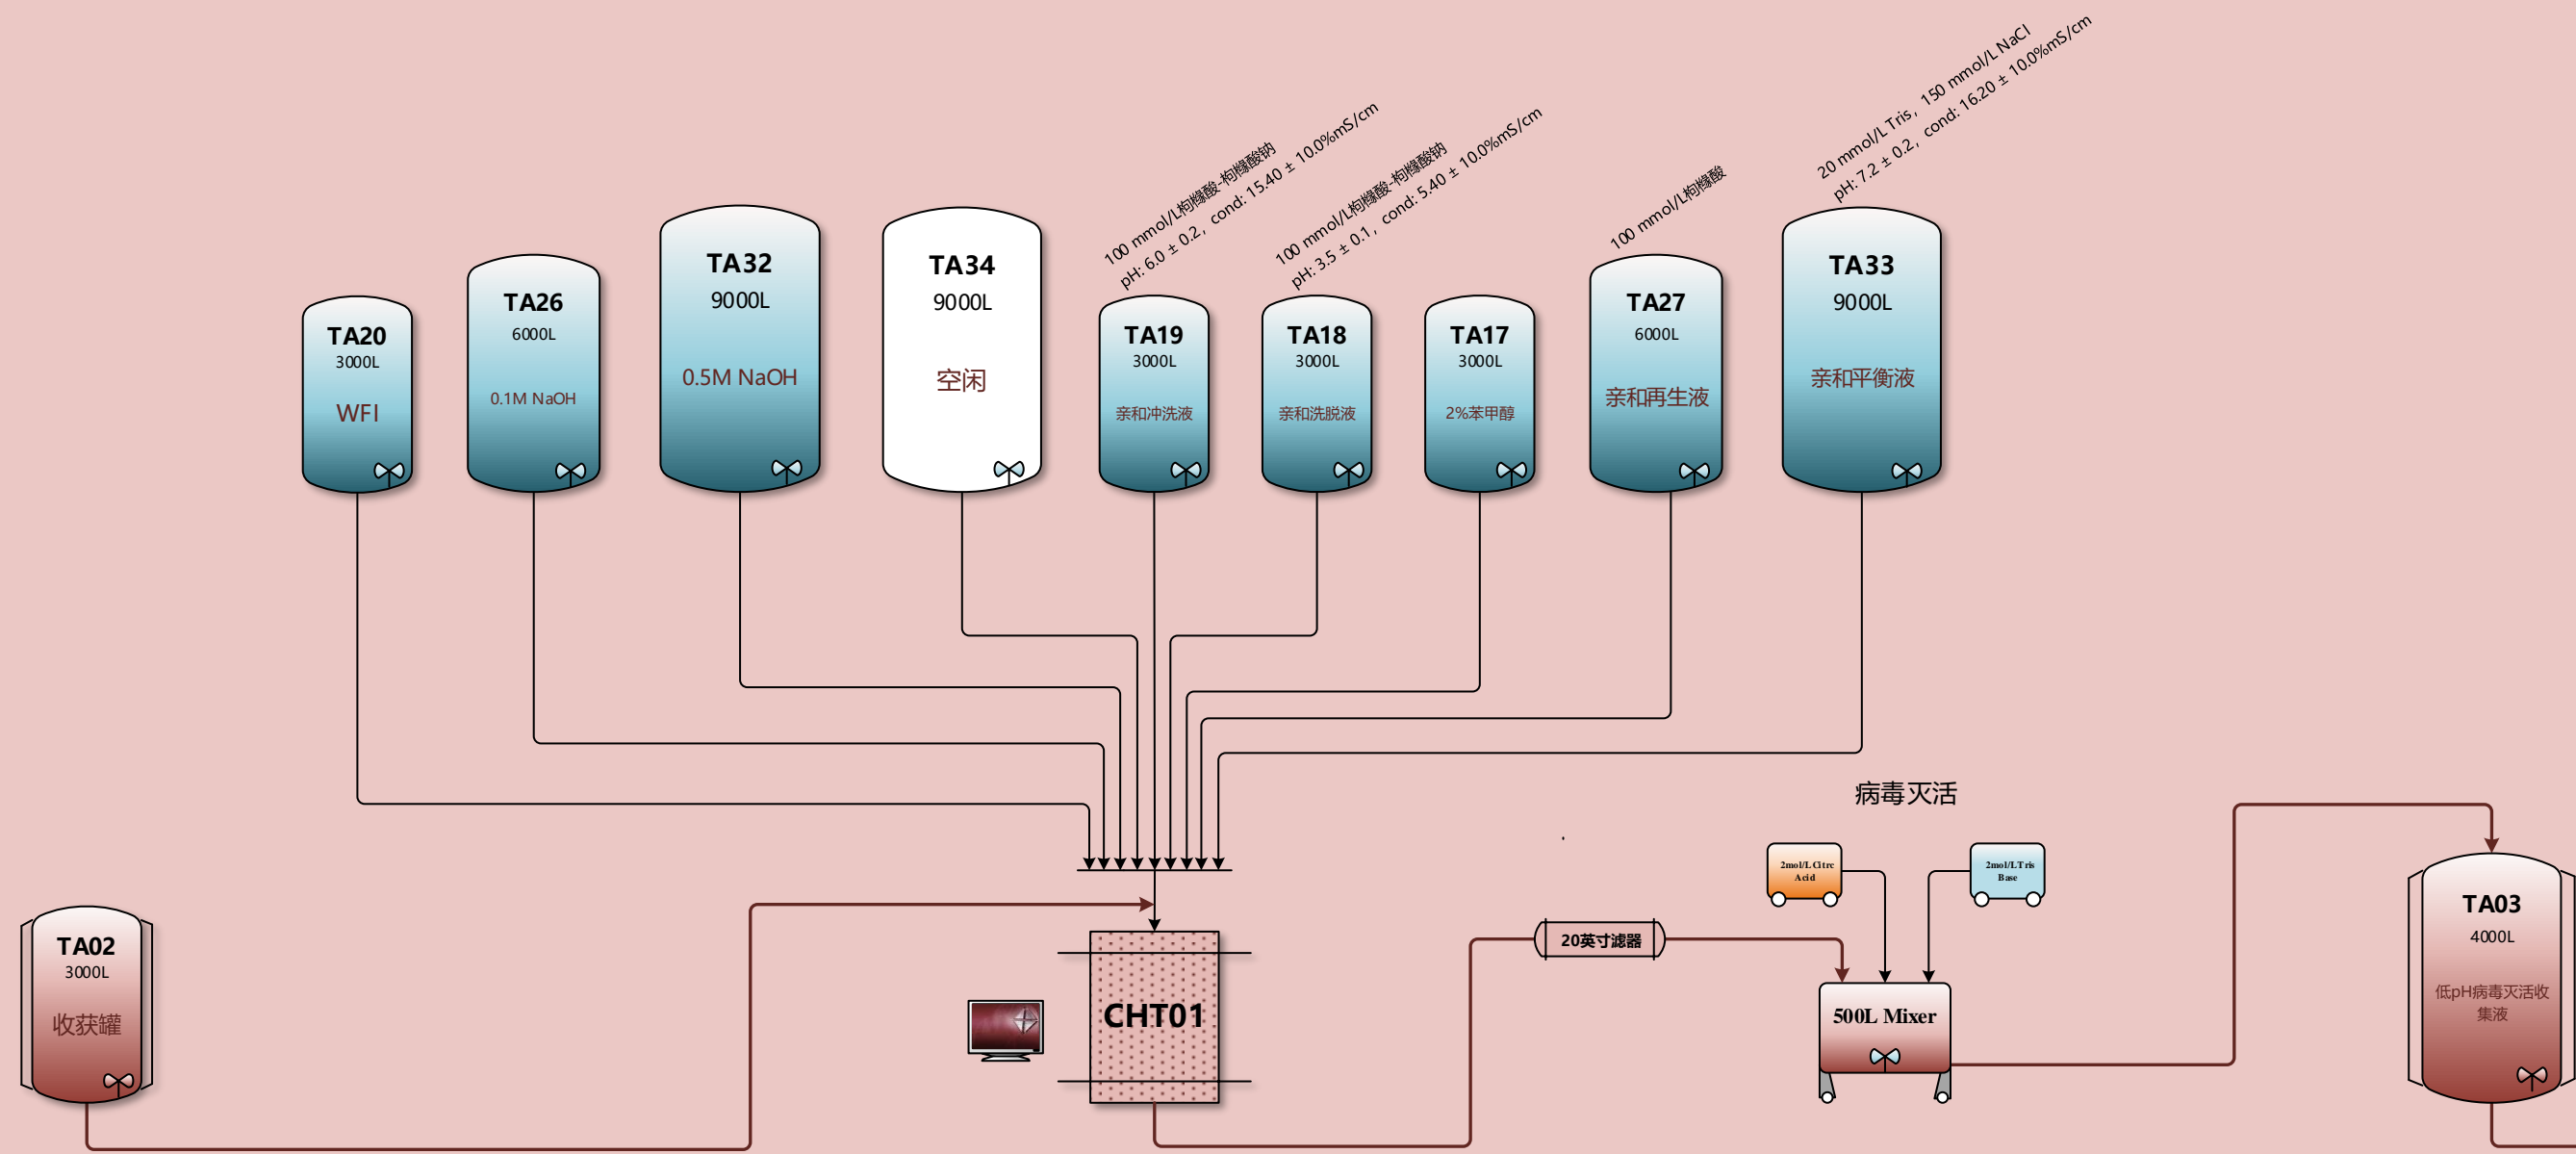 20 mmol/L Tris，150 mmol/L NaCl
pH: 7.2 ± 0.2，cond: 16.20 ± 10.0%mS/cm
100 mmol/L枸橼酸-枸橼酸钠
pH: 6.0 ± 0.2，cond: 15.40 ± 10.0%mS/cm
100 mmol/L枸橼酸-枸橼酸钠
pH: 3.5 ± 0.1，cond: 5.40 ± 10.0%mS/cm
100 mmol/L枸橼酸
TA20
3000L
WFI
TA26
6000L
0.1M NaOH
TA32
9000L
0.5M NaOH
TA34
9000L
空闲
TA19
3000L
亲和冲洗液
TA18
3000L
亲和洗脱液
TA17
3000L
2%苯甲醇
TA27
6000L
亲和再生液
TA33
9000L
亲和平衡液
病毒灭活
2mol/L Citrc
Acid
2mol/L Tris
Base
TA02
3000L
收获罐
CHT01
20英寸滤器
500L Mixer
TA03
4000L
低pH病毒灭活收
集液